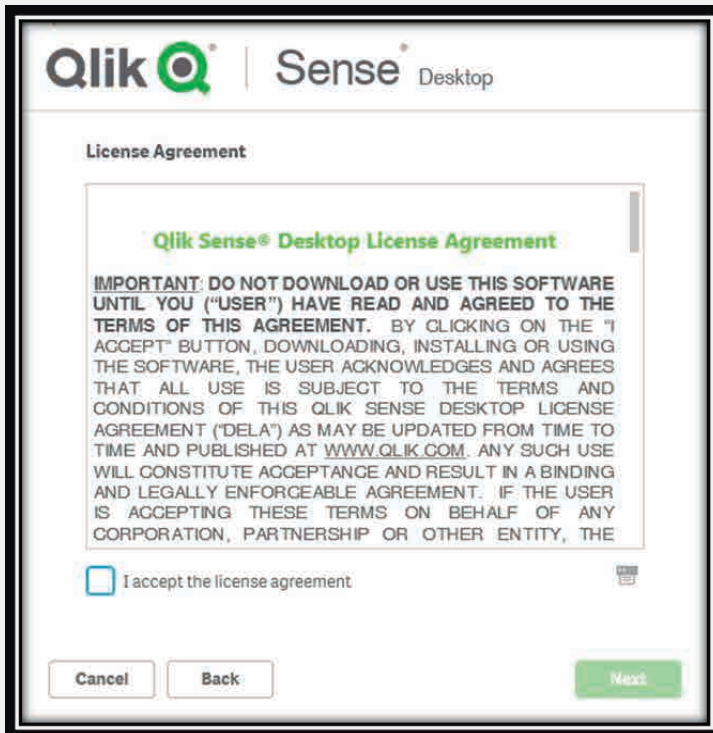 Qlik® | Sense® Desktop
License Agreement
Qlik Sense® Desktop License Agreement
IMPORTANT: DO NOT DOWNLOAD OR USE THIS SOFTWARE
UNTIL YOU (“USER”) HAVE READ AND AGREED TO THE
TERMS OF THIS AGREEMENT. BY CLICKING ON THE “I
ACCEPT” BUTTON, DOWNLOADING, INSTALLING OR USING
THE SOFTWARE, THE USER ACKNOWLEDGES AND AGREES
THAT ALL USE IS SUBJECT TO THE TERMS AND
CONDITIONS OF THIS QLIK SENSE DESKTOP LICENSE
AGREEMENT (“DELA”) AS MAY BE UPDATED FROM TIME TO
TIME AND PUBLISHED AT WWW.QLIK.COM. ANY SUCH USE
WILL CONSTITUTE ACCEPTANCE AND RESULT IN A BINDING
AND LEGALLY ENFORCEABLE AGREEMENT. IF THE USER
IS ACCEPTING THESE TERMS ON BEHALF OF ANY
CORPORATION, PARTNERSHIP OR OTHER ENTITY, THE
I accept the license agreement
Cancel Back Next